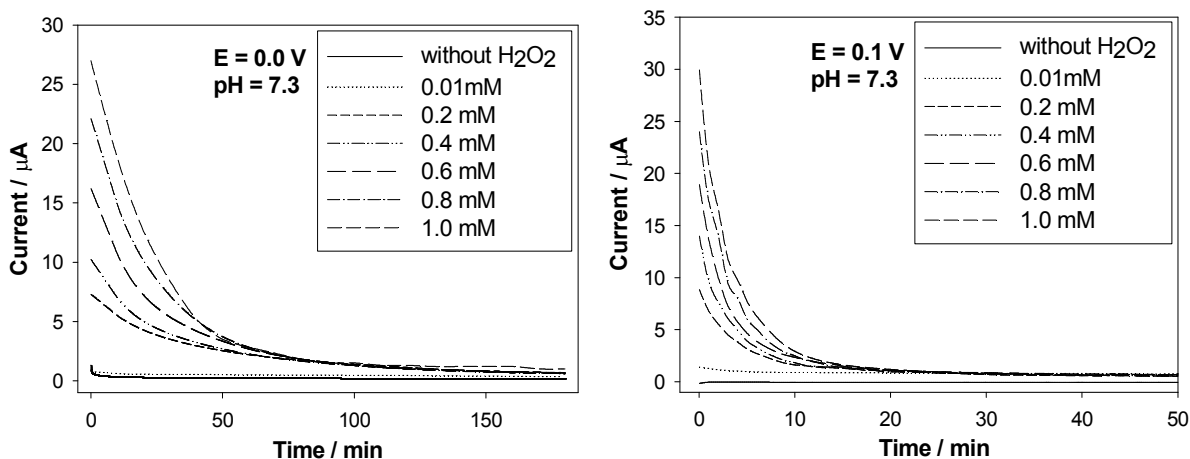 30
25
20
15
10
5
0
Current / μA
E = 0.0 V
pH = 7.3
without H₂O₂
0.01mM
0.2 mM
0.4 mM
0.6 mM
0.8 mM
1.0 mM
0
50
100
150
Time / min
35
30
25
20
15
10
5
0
Current / μA
E = 0.1 V
pH = 7.3
without H₂O₂
0.01mM
0.2 mM
0.4 mM
0.6 mM
0.8 mM
1.0 mM
0
10
20
30
40
50
Time / min